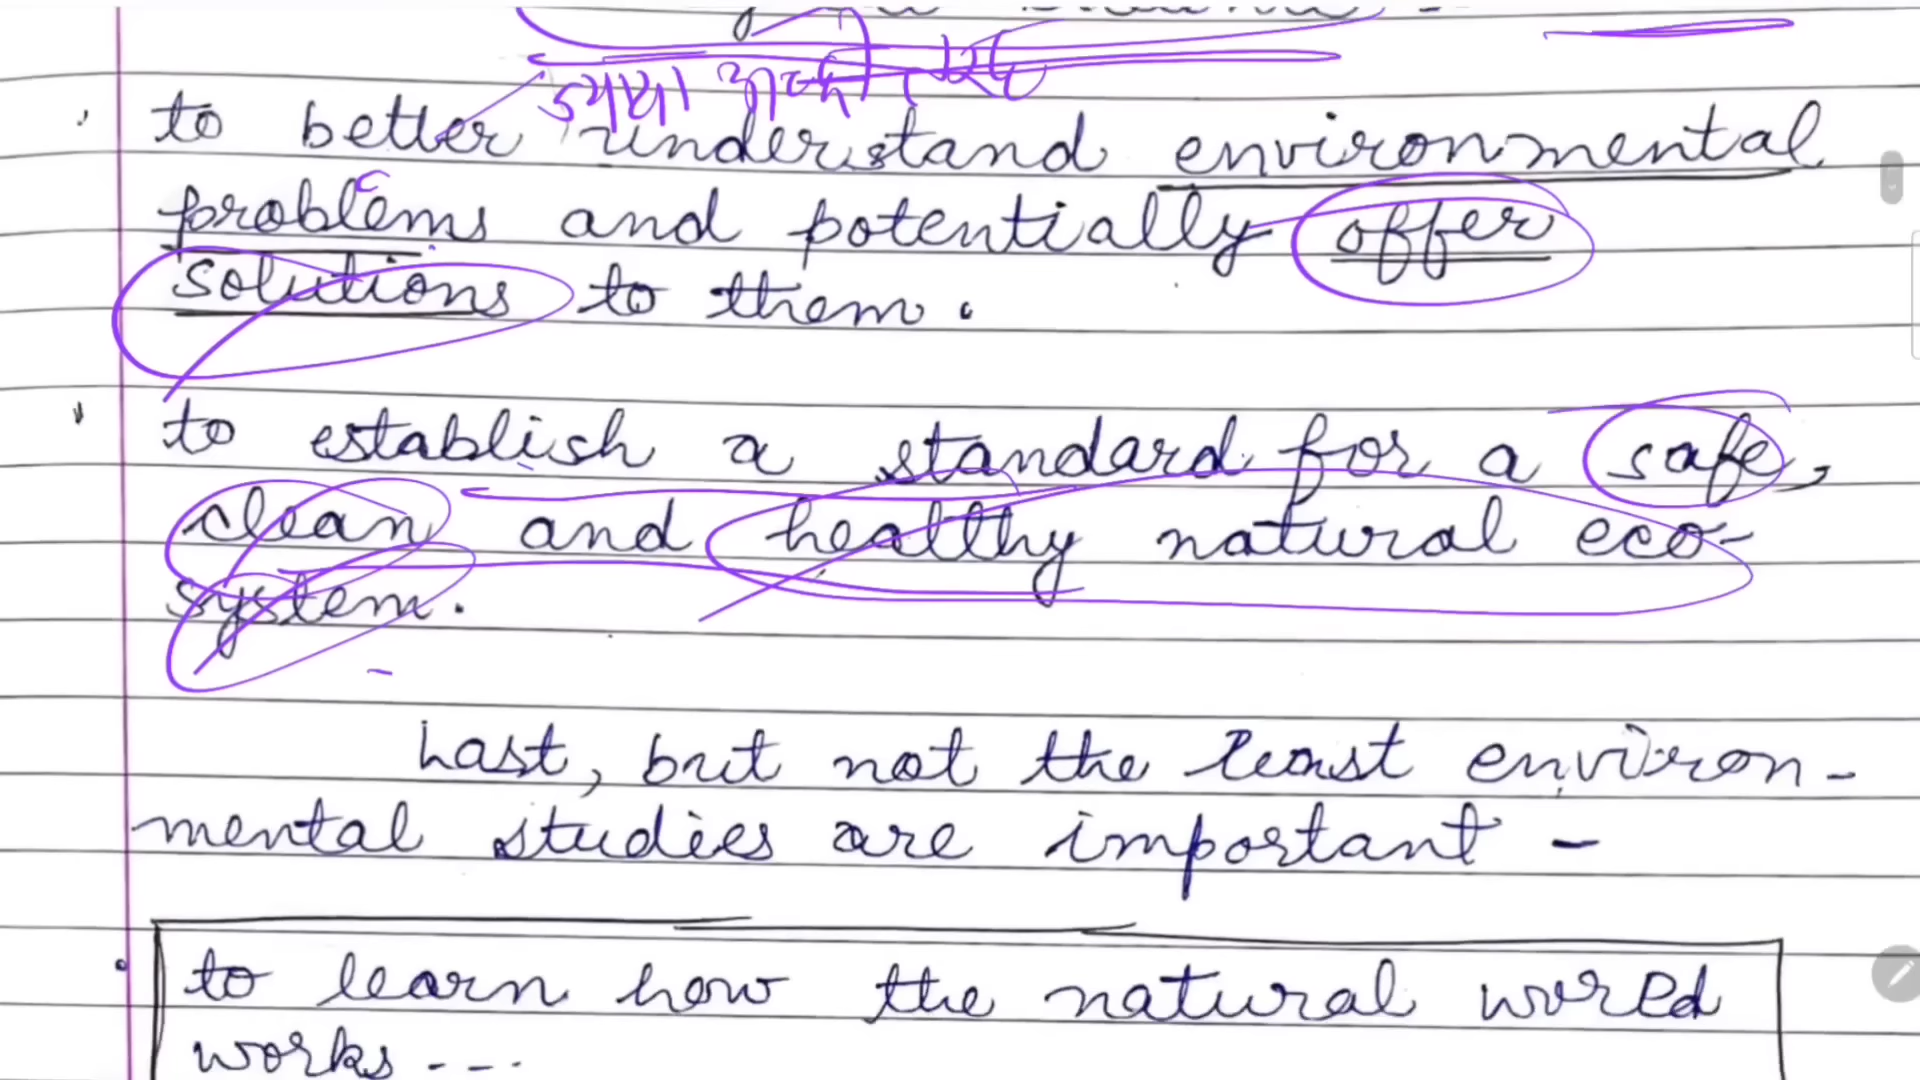 to better understand environmental
problems and potentially offer
solutions to them.
to establish a standard for a safe,
clean and healthy natural eco-
system.
Last, but not the least environ-
mental studies are important -
to learn how the natural world
works ---